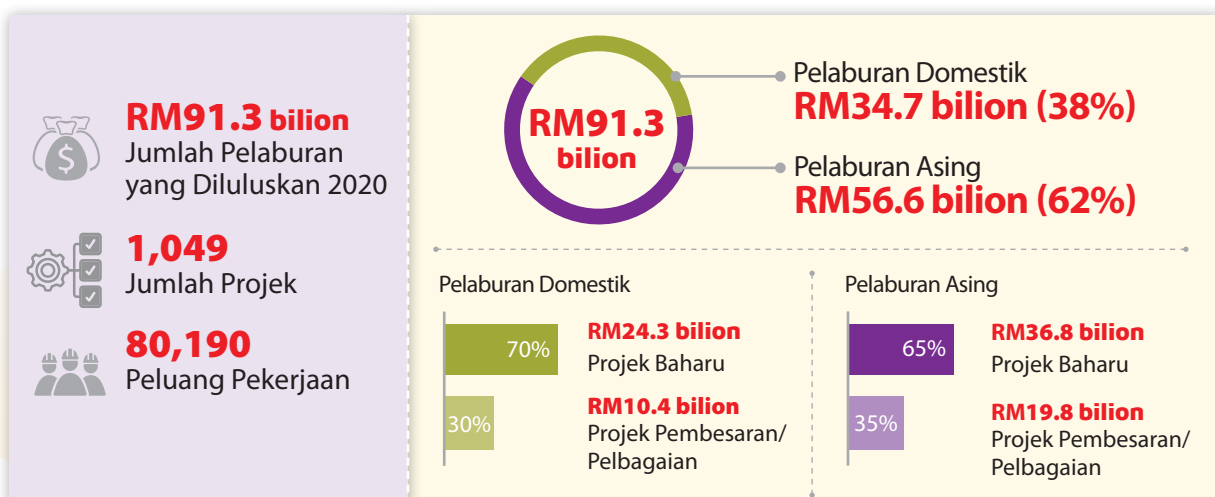 RM91.3 bilion
Jumlah Pelaburan
yang Diluluskan 2020
1,049
Jumlah Projek
80,190
Peluang Pekerjaan
RM91.3
bilion
Pelaburan Domestik
RM34.7 bilion (38%)
Pelaburan Asing
RM56.6 bilion (62%)
Pelaburan Domestik
70%
RM24.3 bilion
Projek Baharu
30%
RM10.4 bilion
Projek Pembesaran/
Pelbagaian
Pelaburan Asing
65%
RM36.8 bilion
Projek Baharu
35%
RM19.8 bilion
Projek Pembesaran/
Pelbagaian